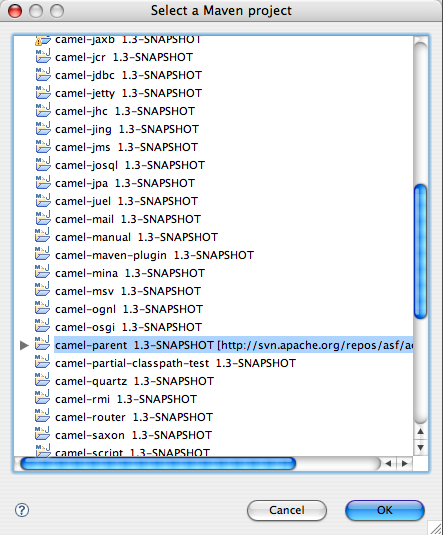 Select a Maven project
camel-jaxb 1.3-SNAPSHOT
camel-jcr 1.3-SNAPSHOT
camel-jdbc 1.3-SNAPSHOT
camel-jetty 1.3-SNAPSHOT
camel-jhc 1.3-SNAPSHOT
camel-jing 1.3-SNAPSHOT
camel-jms 1.3-SNAPSHOT
camel-josql 1.3-SNAPSHOT
camel-jpa 1.3-SNAPSHOT
camel-juel 1.3-SNAPSHOT
camel-mail 1.3-SNAPSHOT
camel-manual 1.3-SNAPSHOT
camel-maven-plugin 1.3-SNAPSHOT
camel-mina 1.3-SNAPSHOT
camel-msv 1.3-SNAPSHOT
camel-ognl 1.3-SNAPSHOT
camel-osgi 1.3-SNAPSHOT
camel-parent 1.3-SNAPSHOT [http://svn.apache.org/repos/asf/a
camel-partial-classpath-test 1.3-SNAPSHOT
camel-quartz 1.3-SNAPSHOT
camel-rmi 1.3-SNAPSHOT
camel-router 1.3-SNAPSHOT
camel-saxon 1.3-SNAPSHOT
camel-script 1.3-SNAPSHOT
? Cancel OK